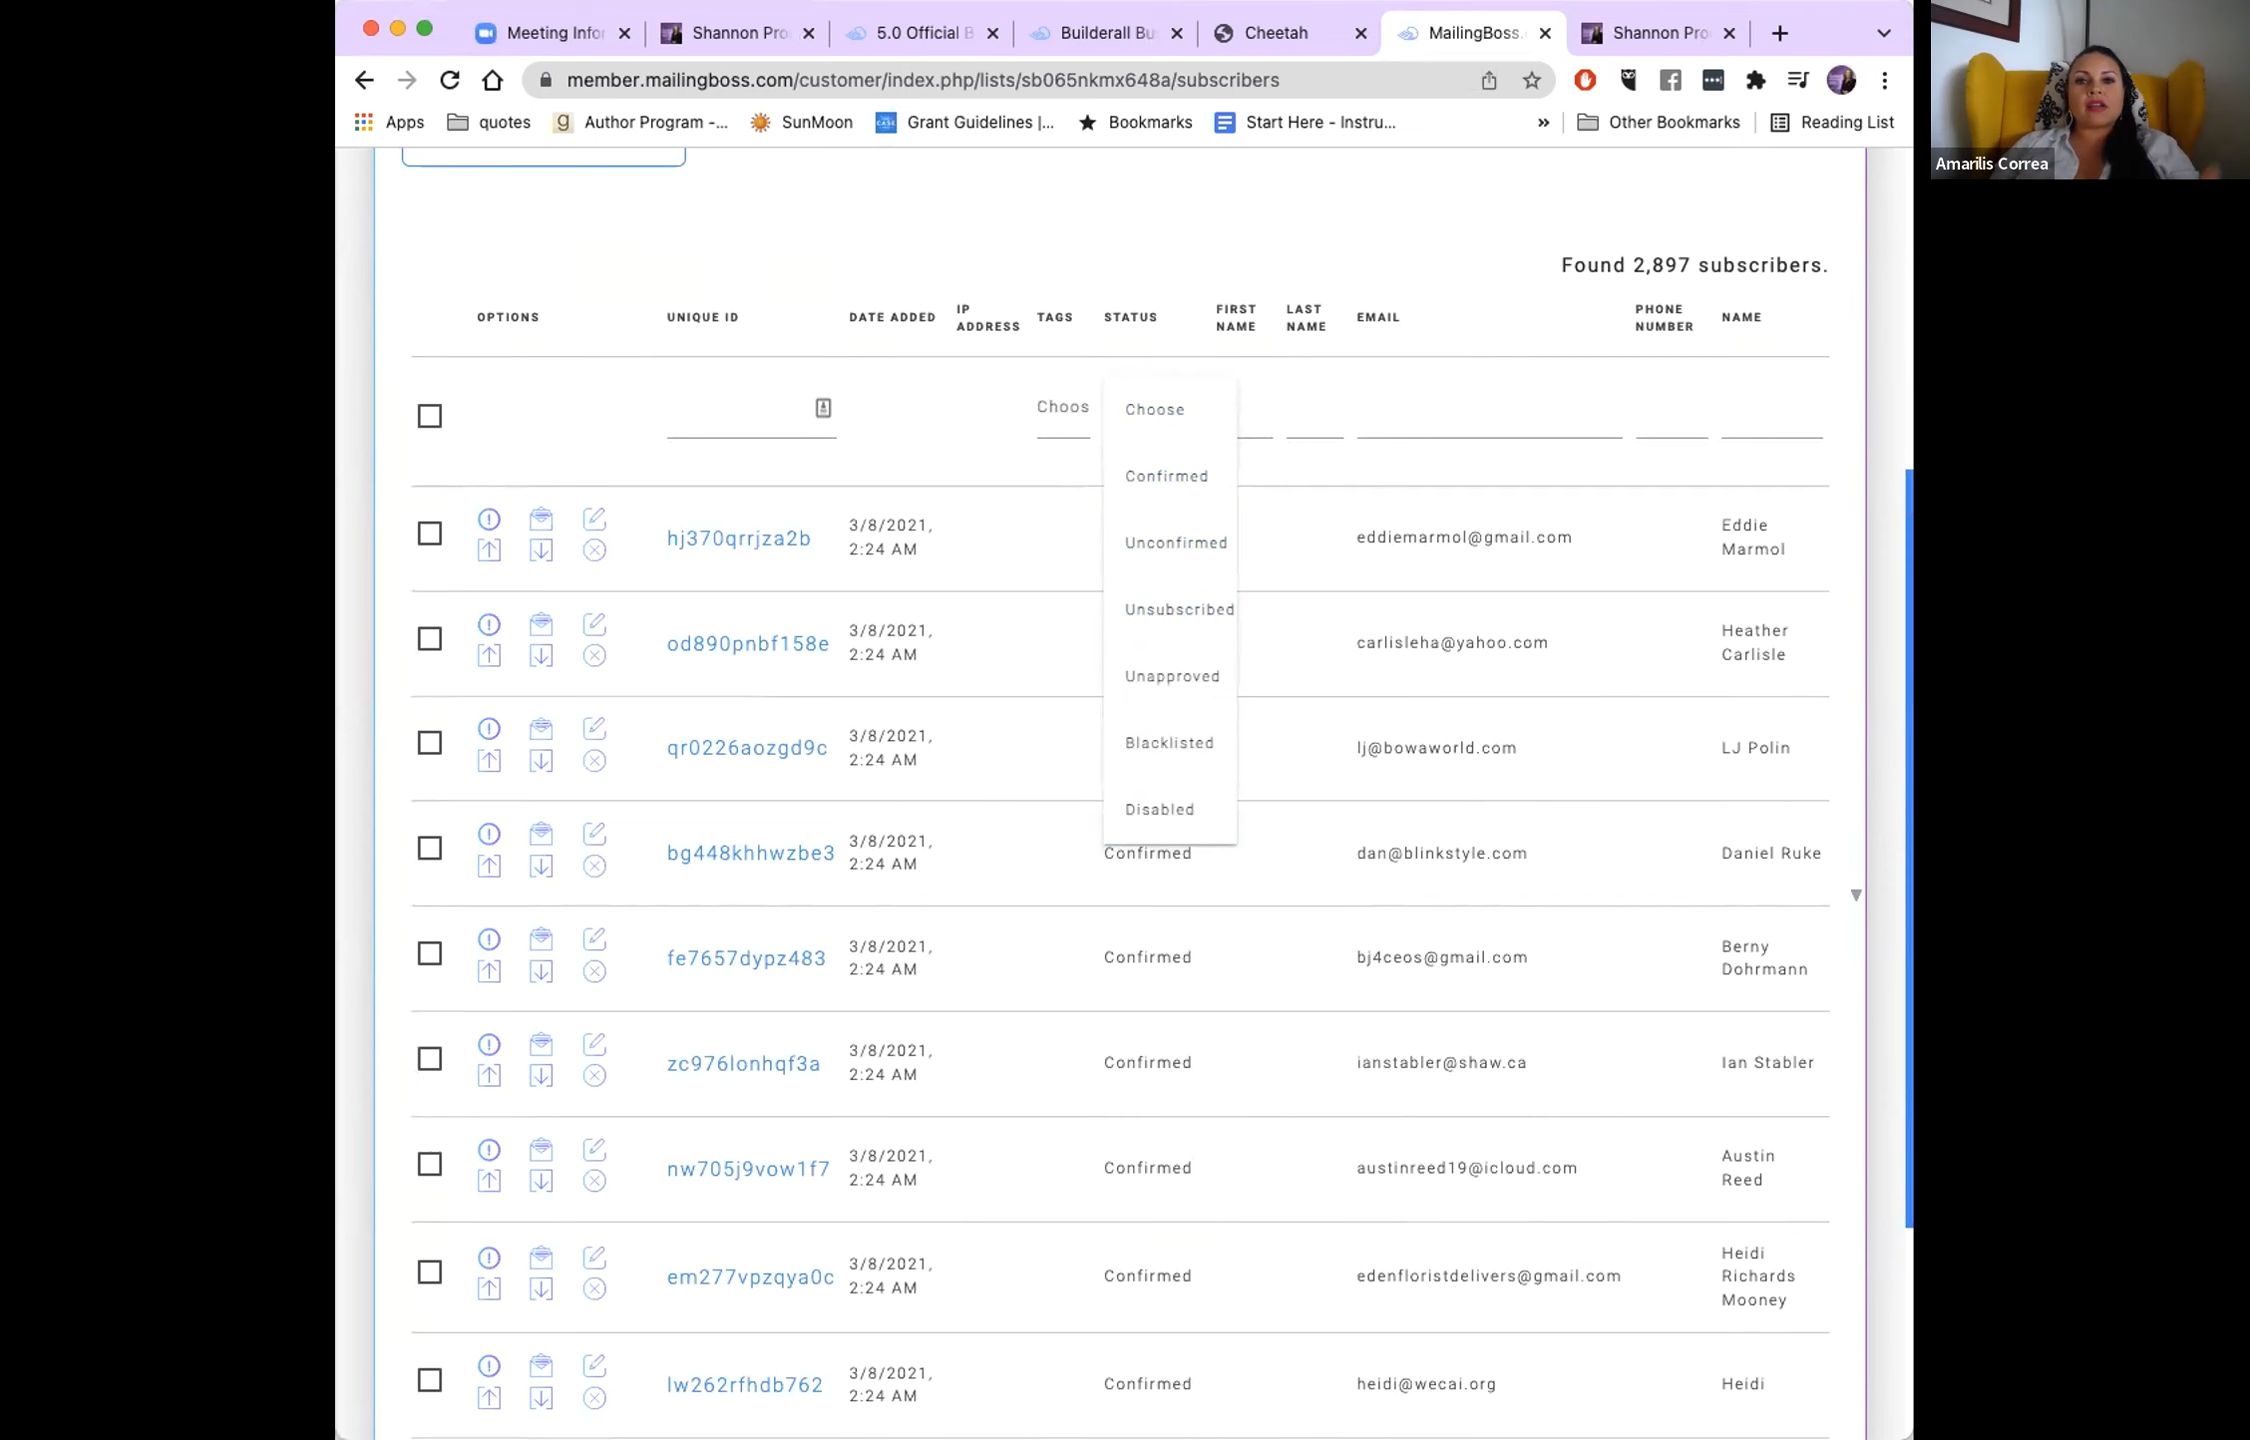 Meeting Info
Shannon Pro
5.0 Official B
Builderall Bu
Cheetah
MailingBoss.
Shannon Pro
member.mailingboss.com/customer/index.php/lists/sb065nkmx648a/subscribers
Apps
quotes
Author Program -...
SunMoon
Grant Guidelines |...
Bookmarks
Start Here - Instru...
»
Other Bookmarks
Reading List
Amarilis Correa
Found 2,897 subscribers.
OPTIONS UNIQUE ID DATE ADDED IP ADDRESS TAGS STATUS FIRST NAME LAST NAME EMAIL PHONE NUMBER NAME
Choos
Choose
Confirmed
Unconfirmed
Unsubscribed
Unapproved
Blacklisted
Disabled
hj370qrrjza2b 3/8/2021, 2:24 AM eddiemarmol@gmail.com Eddie Marmol
od890pnbf158e 3/8/2021, 2:24 AM carlisleha@yahoo.com Heather Carlisle
qr0226aozgd9c 3/8/2021, 2:24 AM lj@bowaworld.com LJ Polin
bg448khhwzbe3 3/8/2021, 2:24 AM Confirmed dan@blinkstyle.com Daniel Ruke
fe7657dypz483 3/8/2021, 2:24 AM Confirmed bj4ceos@gmail.com Berny Dohrmann
zc976lonhqf3a 3/8/2021, 2:24 AM Confirmed ianstabler@shaw.ca Ian Stabler
nw705j9vow1f7 3/8/2021, 2:24 AM Confirmed austinreed19@icloud.com Austin Reed
em277vpzqya0c 3/8/2021, 2:24 AM Confirmed edenfloristdelivers@gmail.com Heidi Richards Mooney
lw262rfhdb762 3/8/2021, 2:24 AM Confirmed heidi@wecai.org Heidi